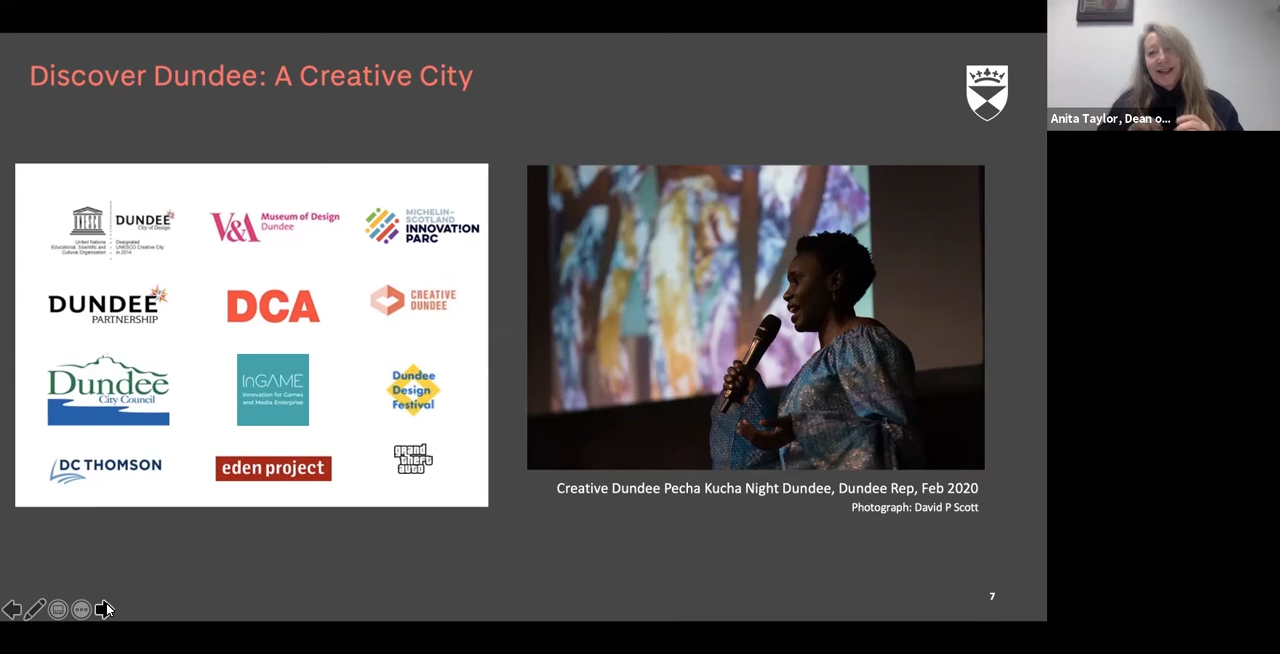 Discover Dundee: A Creative City
Anita Taylor, Dean o...
DUNDEE
City of Design
United Nations
Educational, Scientific and
Cultural Organization
Designated
UNESCO Creative City
in 2014
V&A
Museum of Design
Dundee
MICHELIN-
SCOTLAND
INNOVAT!ON
PARC
DUNDEE
PARTNERSHIP
DCA
CREATIVE
DUNDEE
Dundee
City Council
InGAME
Innovation for Games
and Media Enterprise
Dundee
Design
Festival
DC THOMSON
eden project
grand
theft
auto
Creative Dundee Pecha Kucha Night Dundee, Dundee Rep, Feb 2020
Photograph: David P Scott
7